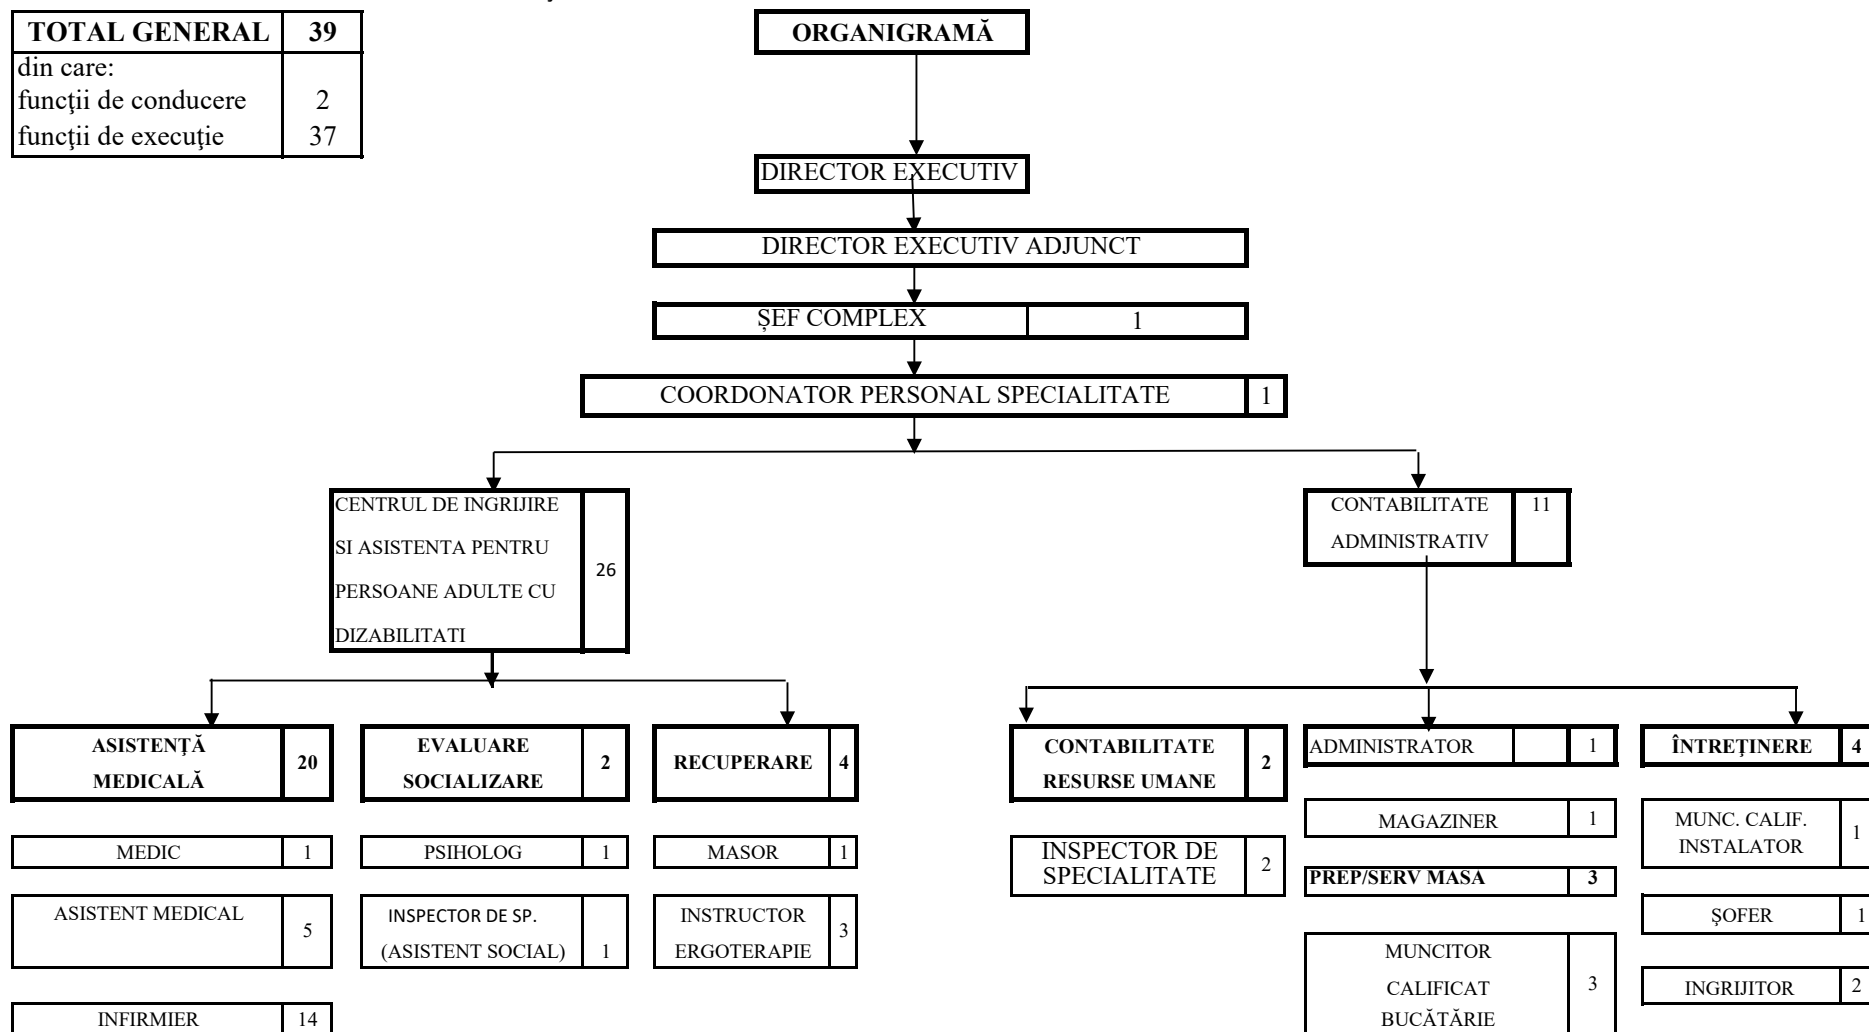 TOTAL GENERAL 39
din care:
funcţii de conducere 2
funcţii de execuţie 37
ORGANIGRAMĂ
DIRECTOR EXECUTIV
DIRECTOR EXECUTIV ADJUNCT
ȘEF COMPLEX 1
COORDONATOR PERSONAL SPECIALITATE 1
CENTRUL DE INGRIJIRE
SI ASISTENTA PENTRU
PERSOANE ADULTE CU
DIZABILITATI
26
CONTABILITATE 11
ADMINISTRATIV
ASISTENȚĂ
MEDICALĂ
20
EVALUARE
SOCIALIZARE
2
RECUPERARE 4
CONTABILITATE
RESURSE UMANE
2
ADMINISTRATOR 1
ÎNTREȚINERE 4
MEDIC 1
ASISTENT MEDICAL
5
INFIRMIER 14
PSIHOLOG 1
INSPECTOR DE SP.
(ASISTENT SOCIAL) 1
MASOR 1
INSTRUCTOR
ERGOTERAPIE
3
INSPECTOR DE
SPECIALITATE
2
MAGAZINER 1
PREP/SERV MASA 3
MUNCITOR
CALIFICAT
BUCĂTĂRIE
3
MUNC. CALIF.
INSTALATOR
1
ŞOFER 1
INGRIJITOR 2